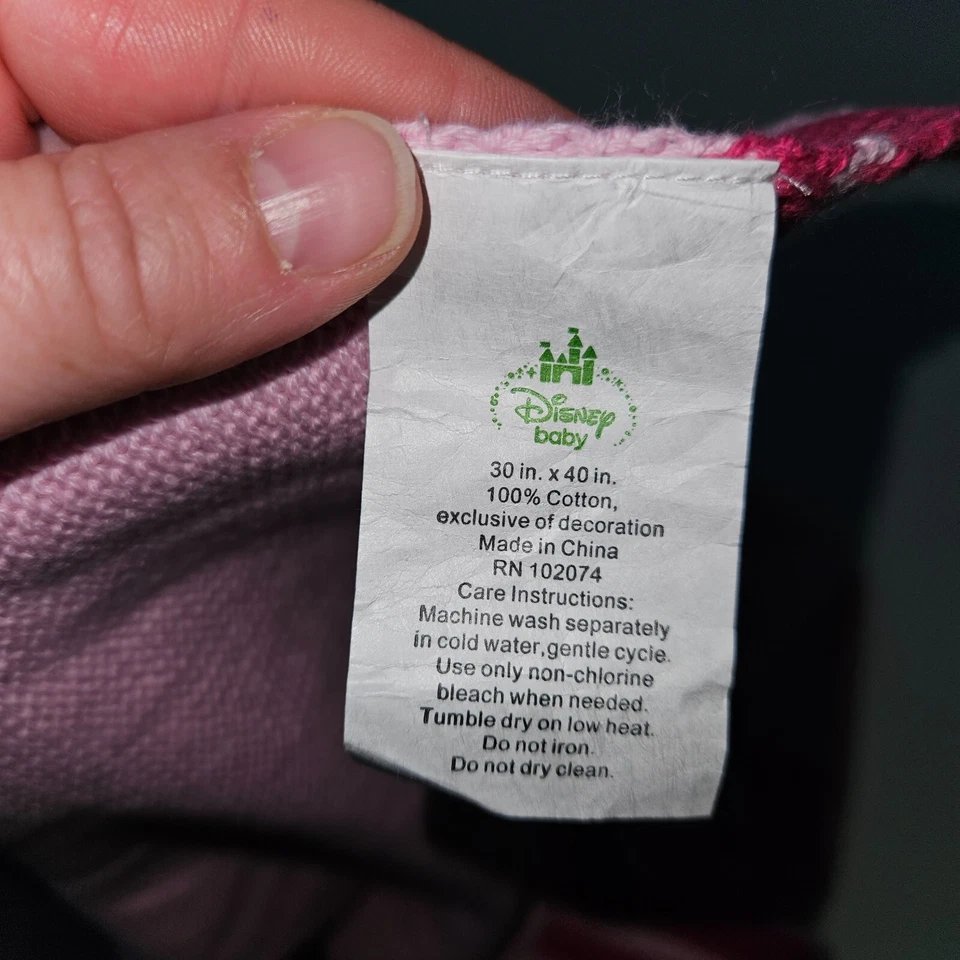 Disney
baby
30 in. x 40 in.
100% Cotton,
exclusive of decoration
Made in China
RN 102074
Care Instructions:
Machine wash separately
in cold water,gentle cycle.
Use only non-chlorine
bleach when needed.
Tumble dry on low heat.
Do not iron.
Do not dry clean.